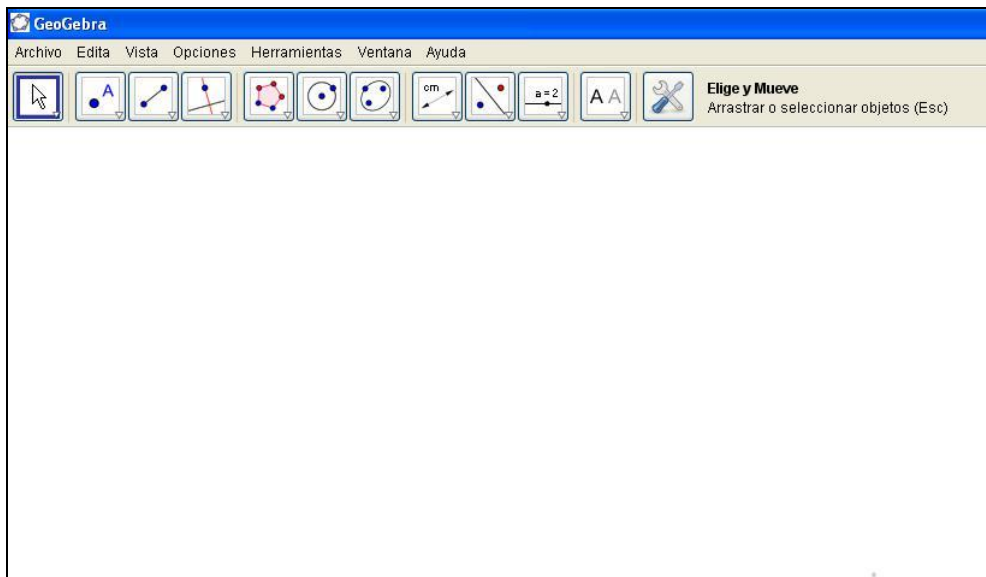 GeoGebra
Archivo Edita Vista Opciones Herramientas Ventana Ayuda
A cm a=2 A A Elige y Mueve
Arrastrar o seleccionar objetos (Esc)